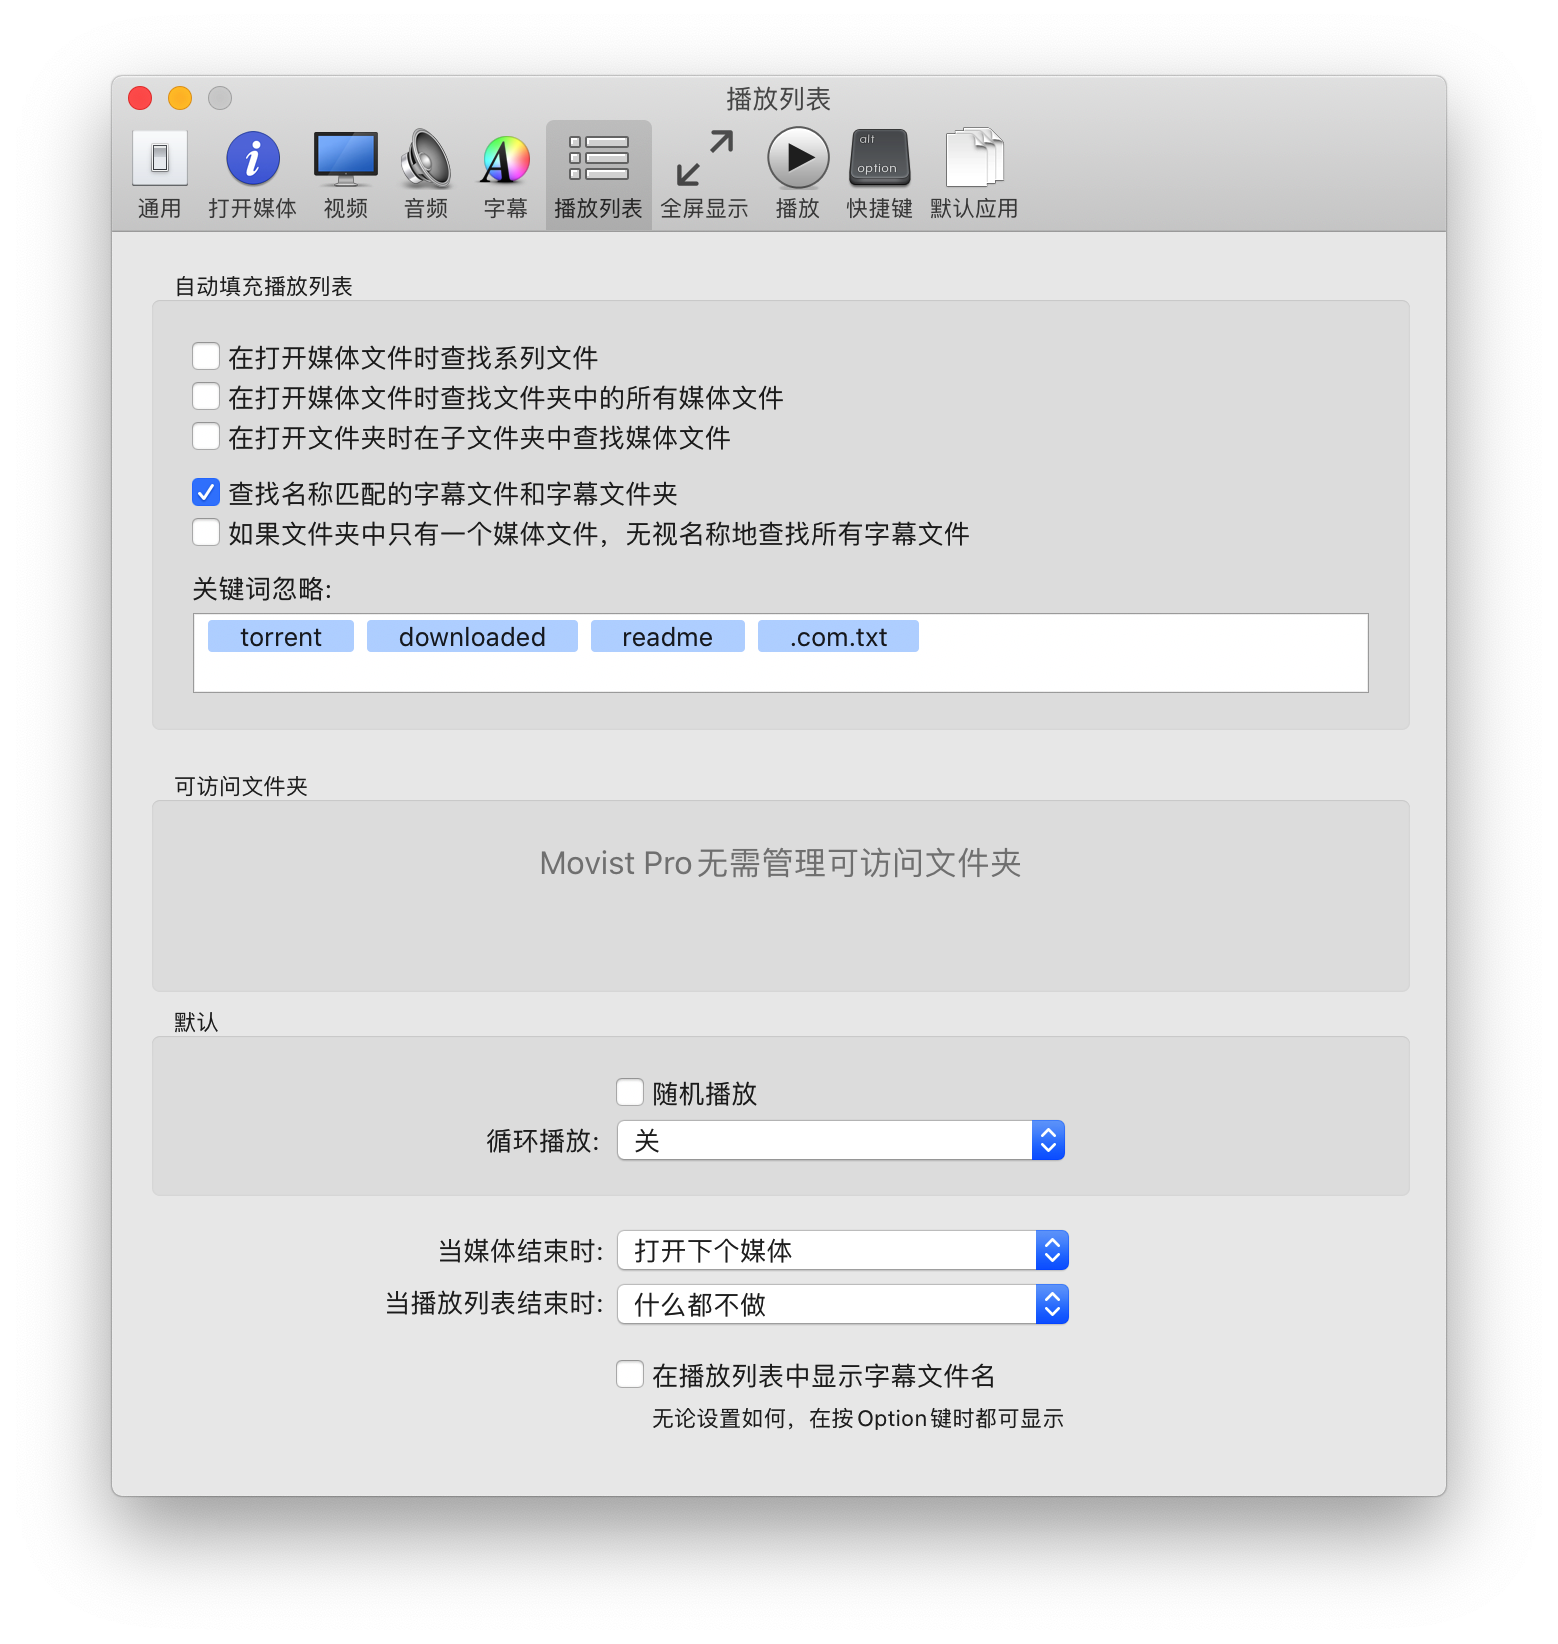 播放列表
alt
option
通用 打开媒体 视频 音频 字幕 播放列表 全屏显示 播放 快捷键 默认应用
自动填充播放列表
在打开媒体文件时查找系列文件
在打开媒体文件时查找文件夹中的所有媒体文件
在打开文件夹时在子文件夹中查找媒体文件
查找名称匹配的字幕文件和字幕文件夹
如果文件夹中只有一个媒体文件，无视名称地查找所有字幕文件
关键词忽略:
torrent downloaded readme .com.txt
可访问文件夹
Movist Pro无需管理可访问文件夹
默认
随机播放
循环播放: 关
当媒体结束时: 打开下个媒体
当播放列表结束时: 什么都不做
在播放列表中显示字幕文件名
无论设置如何，在按Option键时都可显示